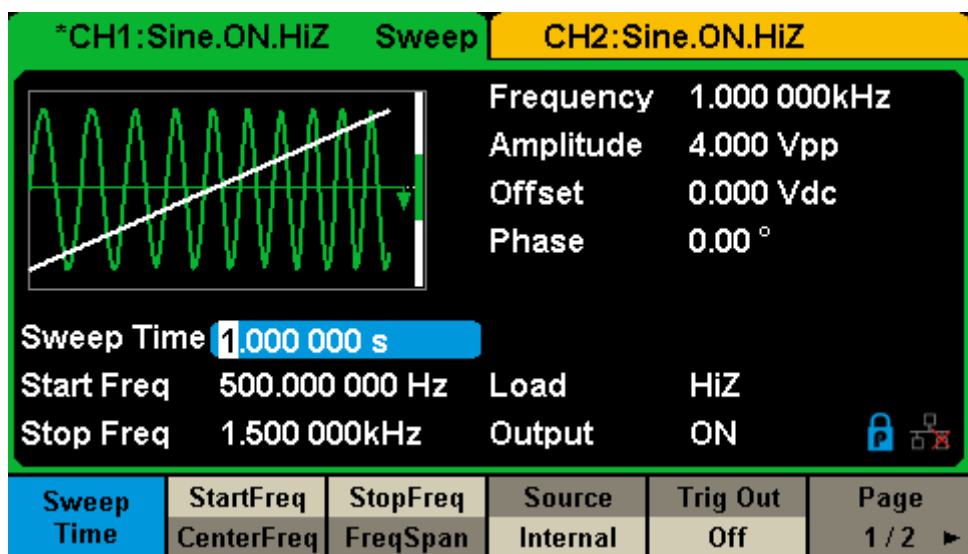 *CH1:Sine.ON.HiZ Sweep CH2:Sine.ON.HiZ
Frequency 1.000 000kHz
Amplitude 4.000 Vpp
Offset 0.000 Vdc
Phase 0.00 °
Sweep Time 1.000 000 s
Start Freq 500.000 000 Hz Load HiZ
Stop Freq 1.500 000kHz Output ON P
Sweep Time StartFreq StopFreq Source Trig Out Page
CenterFreq FreqSpan Internal Off 1/2 ►